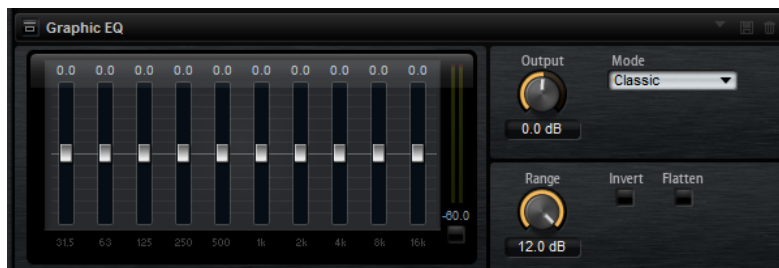 Graphic EQ
0.0 0.0 0.0 0.0 0.0 0.0 0.0 0.0 0.0 0.0
-60.0
31.5 63 125 250 500 1k 2k 4k 8k 16k
Output
0.0 dB
Mode
Classic
Range
12.0 dB
Invert
Flatten